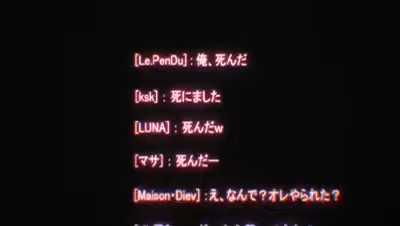 [Le.PenDu] : 俺、死んだ
[ksk] : 死にました
[LUNA] : 死んだw
[マサ] : 死んだー
[Maison・Diev] : え、なんで？オレやられた？